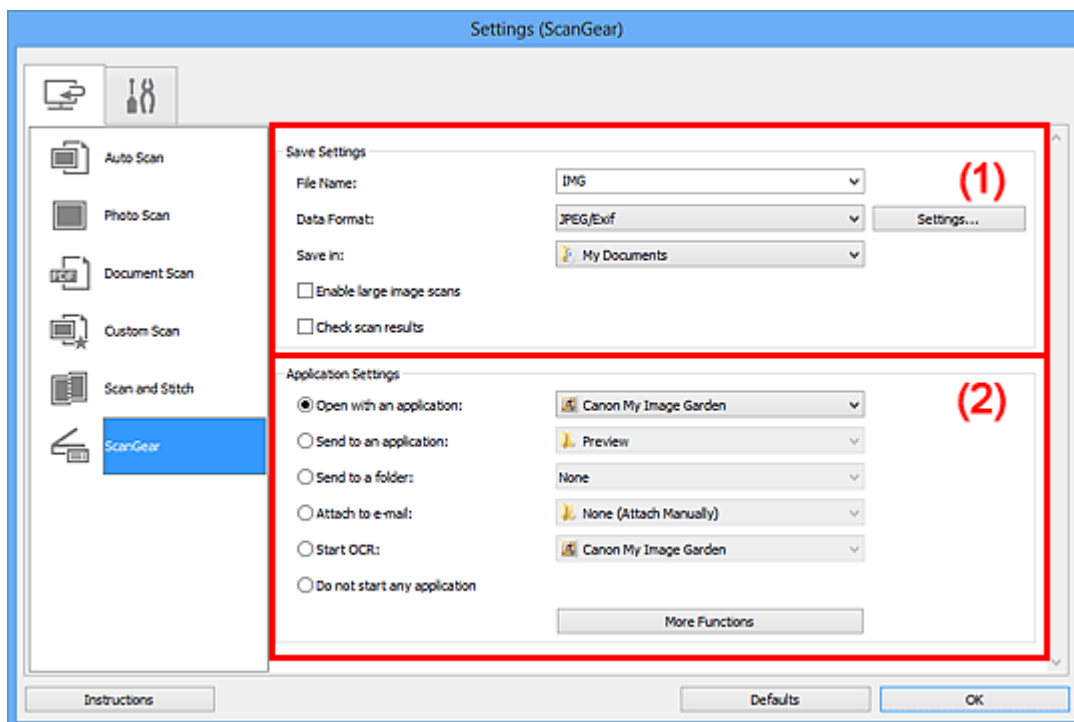 Settings (ScanGear)
Auto Scan
Photo Scan
Document Scan
Custom Scan
Scan and Stitch
ScanGear
Save Settings
(1)
File Name: IMG
Data Format: JPEG/Exif Settings...
Save in: My Documents
Enable large image scans
Check scan results
Application Settings
(2)
Open with an application: Canon My Image Garden
Send to an application: Preview
Send to a folder: None
Attach to e-mail: None (Attach Manually)
Start OCR: Canon My Image Garden
Do not start any application
More Functions
Instructions Defaults OK